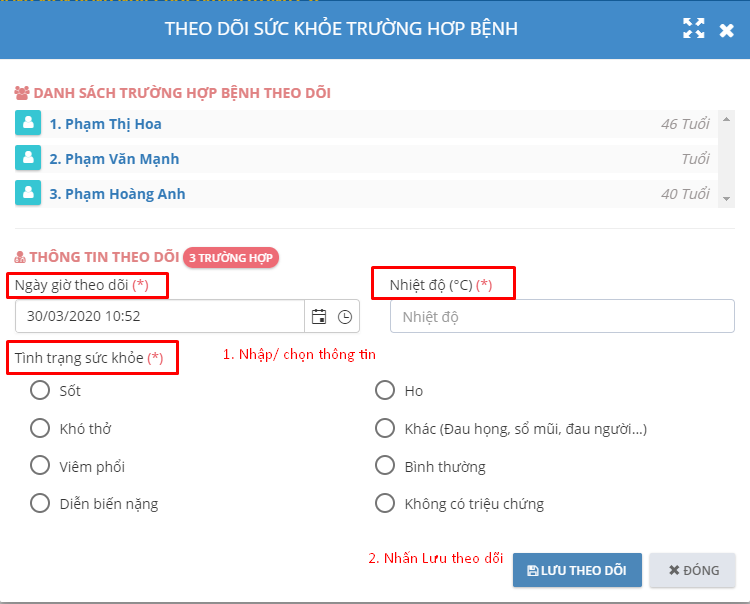 THEO DÕI SỨC KHỎE TRƯỜNG HƠP BỆNH
DANH SÁCH TRƯỜNG HỢP BỆNH THEO DÕI
1. Phạm Thị Hoa 46 Tuổi
2. Phạm Văn Mạnh Tuổi
3. Phạm Hoàng Anh 40 Tuổi
THÔNG TIN THEO DÕI 3 TRƯỜNG HỢP
Ngày giờ theo dõi (*) Nhiệt độ (°C) (*)
30/03/2020 10:52 Nhiệt độ
Tình trạng sức khỏe (*) 1. Nhập/ chọn thông tin
Sốt Ho
Khó thở Khác (Đau họng, sổ mũi, đau người...)
Viêm phổi Bình thường
Diễn biến nặng Không có triệu chứng
2. Nhấn Lưu theo dõi LƯU THEO DÕI ĐÓNG